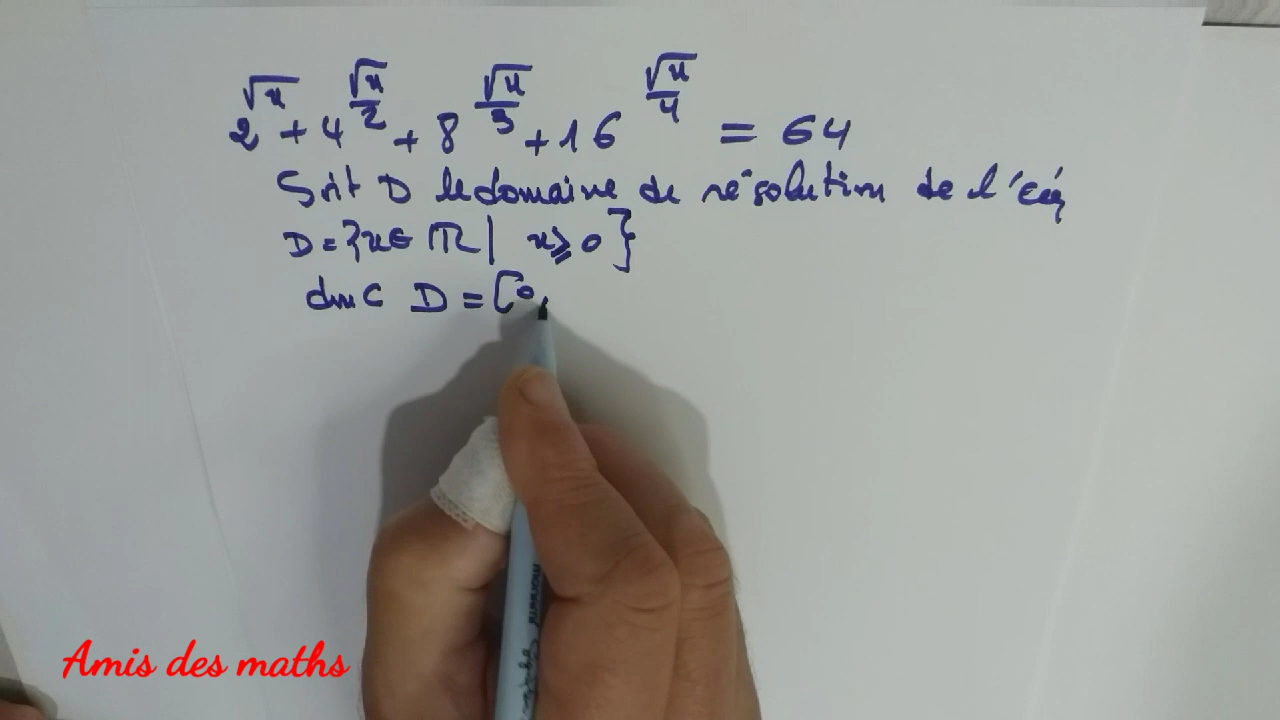 2^√x + 4^(√x/2) + 8^(√x/3) + 16^(√x/4) = 64
Soit D le domaine de résolution de l'éq
D = {x ∈ ℝ | x ⩾ 0}
donc D = [0,
Amis des maths